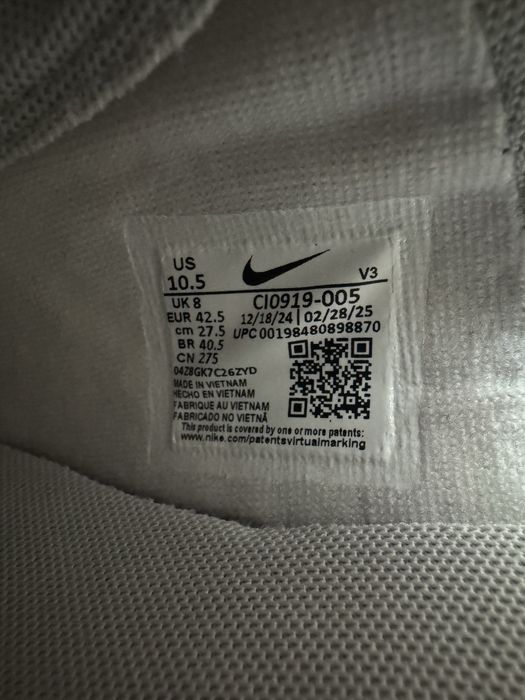 US
10.5
V3
UK 8
CI0919-005
EUR 42.5
12/18/24 | 02/28/25
cm 27.5
UPC 00198480898870
BR 40.5
CN 275
04Z8GK7C26ZYD
MADE IN VIETNAM
HECHO EN VIETNAM
FABRIQUE AU VIETNAM
FABRICADO NO VIETNÃ
This product is covered by one or more patents:
www.nike.com/patentsvirtualmarking